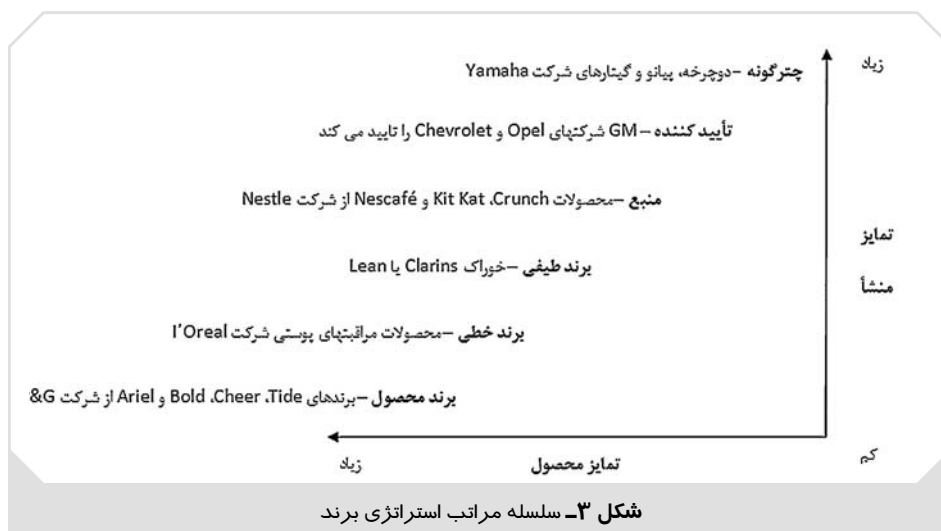 زیاد
چترگونه –دوچرخه، پیانو و گیتارهای شرکت Yamaha
تأیید کننده –GM شرکتهای Opel و Chevrolet را تایید می کند
منبع –محصولات Kit Kat ،Crunch و Nescafé از شرکت Nestle
تمایز
منشأ
برند طیفی –خوراک Clarins یا Lean
برند خطی –محصولات مراقبتهای پوستی شرکت l'Oreal
برند محصول –برندهای Bold ،Cheer ،Tide و Ariel از شرکت G&
کم
تمایز محصول
زیاد
شکل ۳ـ سلسله مراتب استراتژی برند